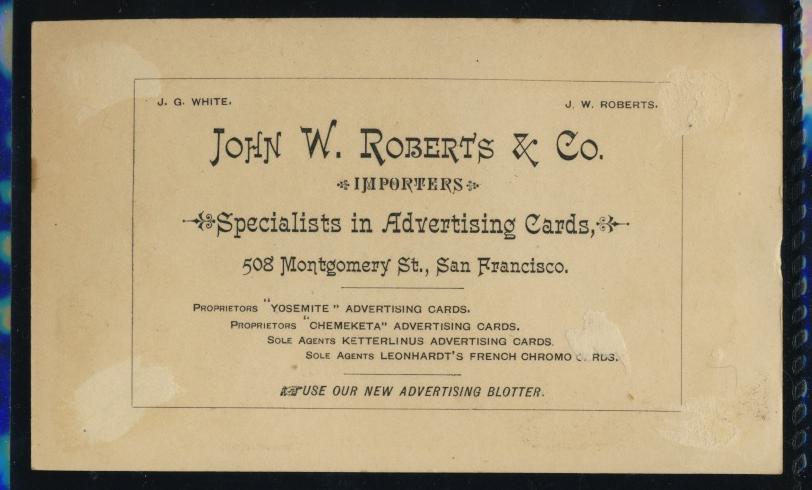 J. G. WHITE. J. W. ROBERTS.
JOHN W. ROBERTS & CO.
IMPORTERS
Specialists in Advertising Cards,
508 Montgomery St., San Francisco.
PROPRIETORS "YOSEMITE" ADVERTISING CARDS.
PROPRIETORS "CHEMEKETA" ADVERTISING CARDS.
SOLE AGENTS KETTERLINUS ADVERTISING CARDS.
SOLE AGENTS LEONHARDT'S FRENCH CHROMO
☞USE OUR NEW ADVERTISING BLOTTER.